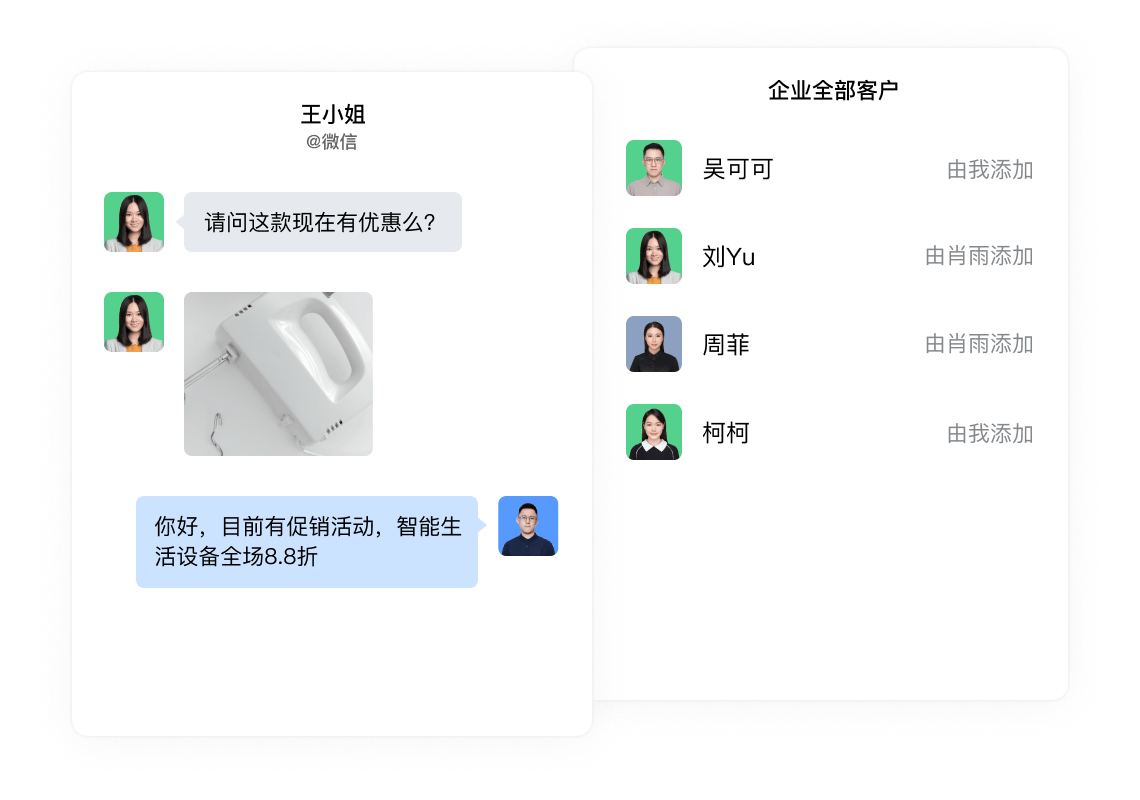 王小姐
@微信
请问这款现在有优惠么？
你好，目前有促销活动，智能生
活设备全场8.8折
企业全部客户
吴可可 由我添加
刘Yu 由肖雨添加
周菲 由肖雨添加
柯柯 由我添加